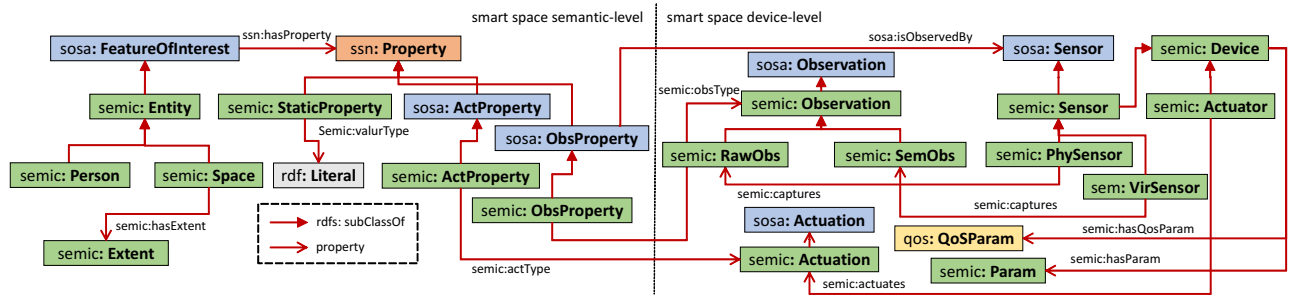 smart space semantic-level
smart space device-level
sosa: FeatureOfInterest
ssn:hasProperty
ssn: Property
sosa:isObservedBy
sosa: Sensor
semic: Device
sosa: Observation
semic:obsType
semic: Entity
semic: StaticProperty
sosa: ActProperty
semic: Observation
semic: Sensor
semic: Actuator
Semic:valurType
sosa: ObsProperty
semic: RawObs
semic: SemObs
semic: PhySensor
semic: Person
semic: Space
rdf: Literal
semic: ActProperty
sem: VirSensor
semic:captures
semic:captures
semic: ObsProperty
semic:hasExtent
rdfs: subClassOf
property
sosa: Actuation
semic:hasQosParam
qos: QoSParam
semic: Extent
semic:actType
semic: Actuation
semic:hasParam
semic: Param
semic:actuates